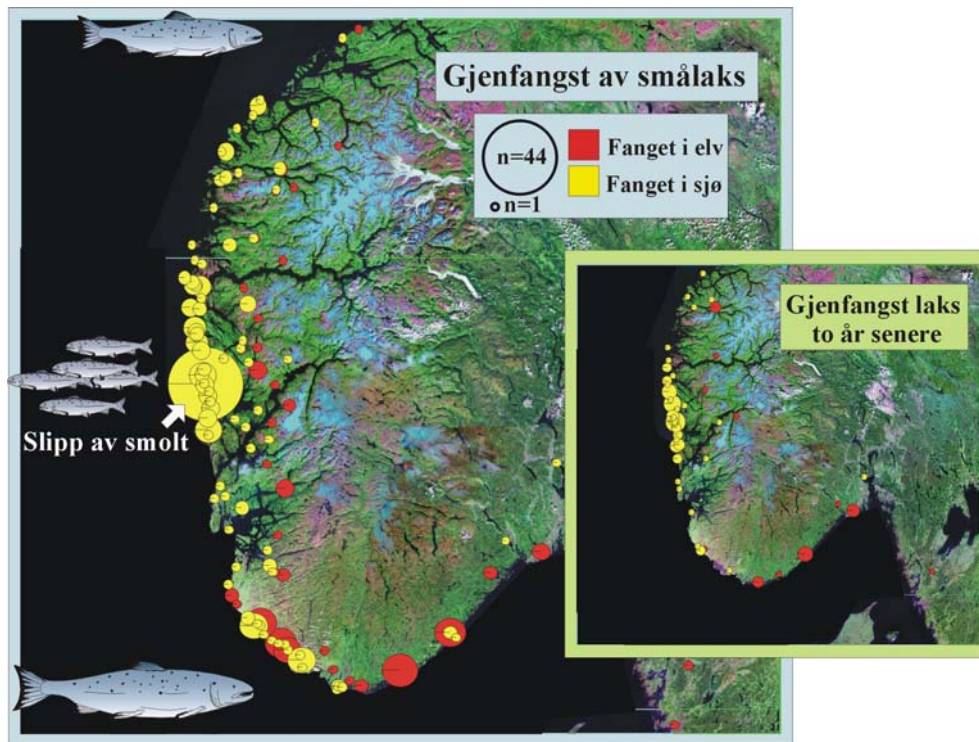 Gjenfangst av smålaks
n=44
n=1
Fanget i elv
Fanget i sjø
Slipp av smolt
Gjenfangst laks
to år senere